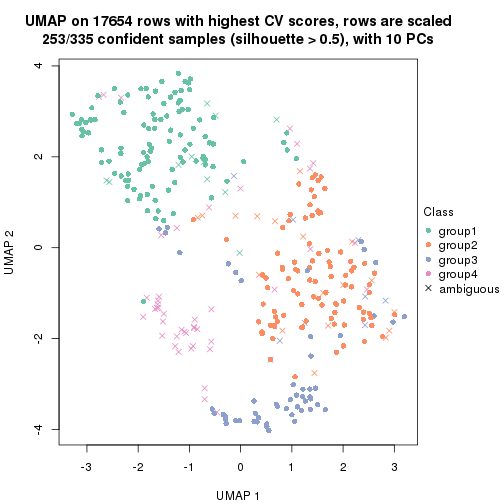 UMAP on 17654 rows with highest CV scores, rows are scaled
253/335 confident samples (silhouette > 0.5), with 10 PCs
4
2
0
-2
-4
UMAP 2
-3
-2
-1
0
1
2
3
UMAP 1
Class
group1
group2
group3
group4
ambiguous